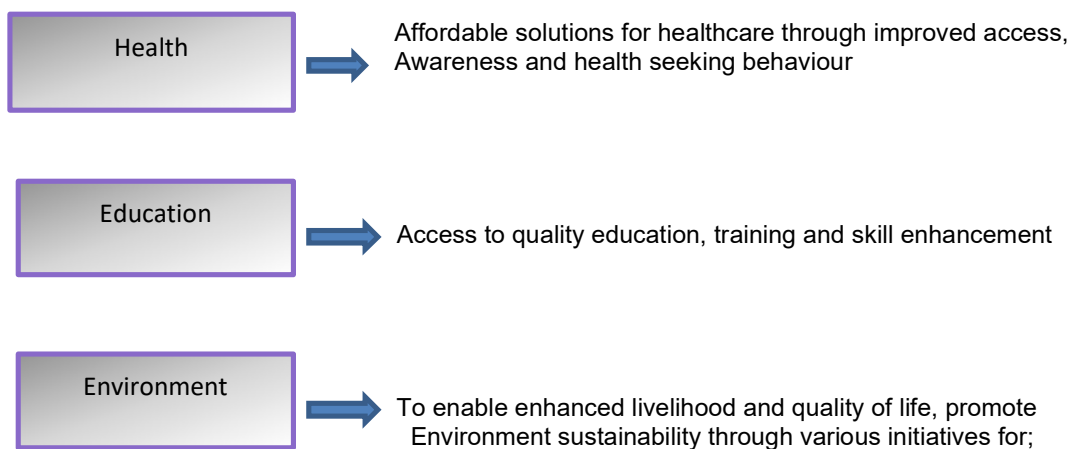 Health
Affordable solutions for healthcare through improved access,
Awareness and health seeking behaviour
Education
Access to quality education, training and skill enhancement
Environment
To enable enhanced livelihood and quality of life, promote
Environment sustainability through various initiatives for;